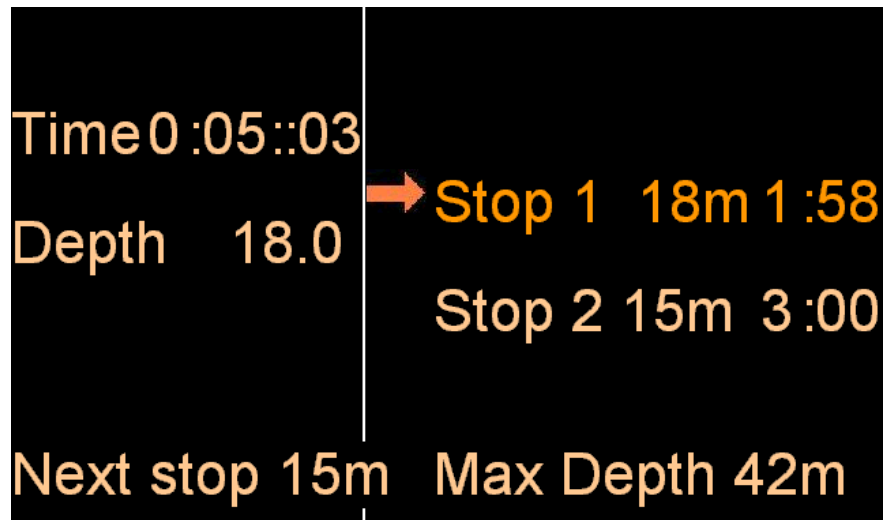 Time 0 :05::03
Depth 18.0
Next stop 15m
Stop 1 18m 1 :58
Stop 2 15m 3 :00
Max Depth 42m